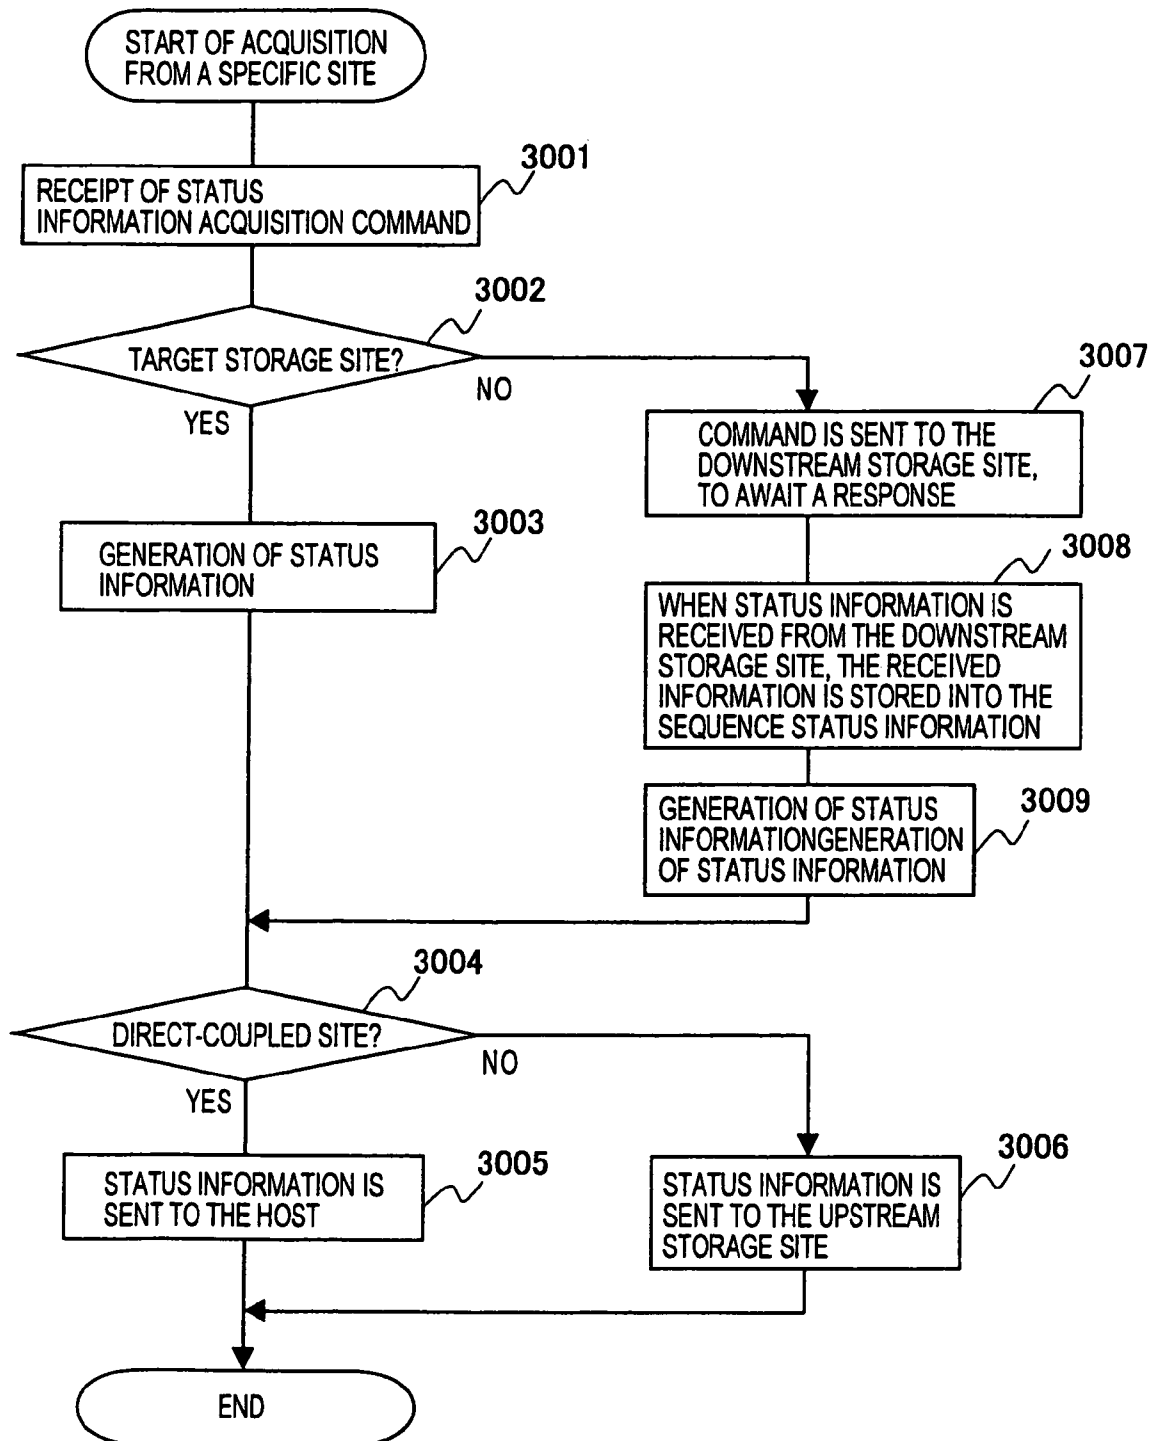 START OF ACQUISITION
FROM A SPECIFIC SITE
3001
RECEIPT OF STATUS
INFORMATION ACQUISITION COMMAND
3002
TARGET STORAGE SITE?
NO
YES
3007
COMMAND IS SENT TO THE
DOWNSTREAM STORAGE SITE,
TO AWAIT A RESPONSE
3003
GENERATION OF STATUS
INFORMATION
3008
WHEN STATUS INFORMATION IS
RECEIVED FROM THE DOWNSTREAM
STORAGE SITE, THE RECEIVED
INFORMATION IS STORED INTO THE
SEQUENCE STATUS INFORMATION
3009
GENERATION OF STATUS
INFORMATIONGENERATION
OF STATUS INFORMATION
3004
DIRECT-COUPLED SITE?
NO
YES
3005
STATUS INFORMATION IS
SENT TO THE HOST
3006
STATUS INFORMATION IS
SENT TO THE UPSTREAM
STORAGE SITE
END